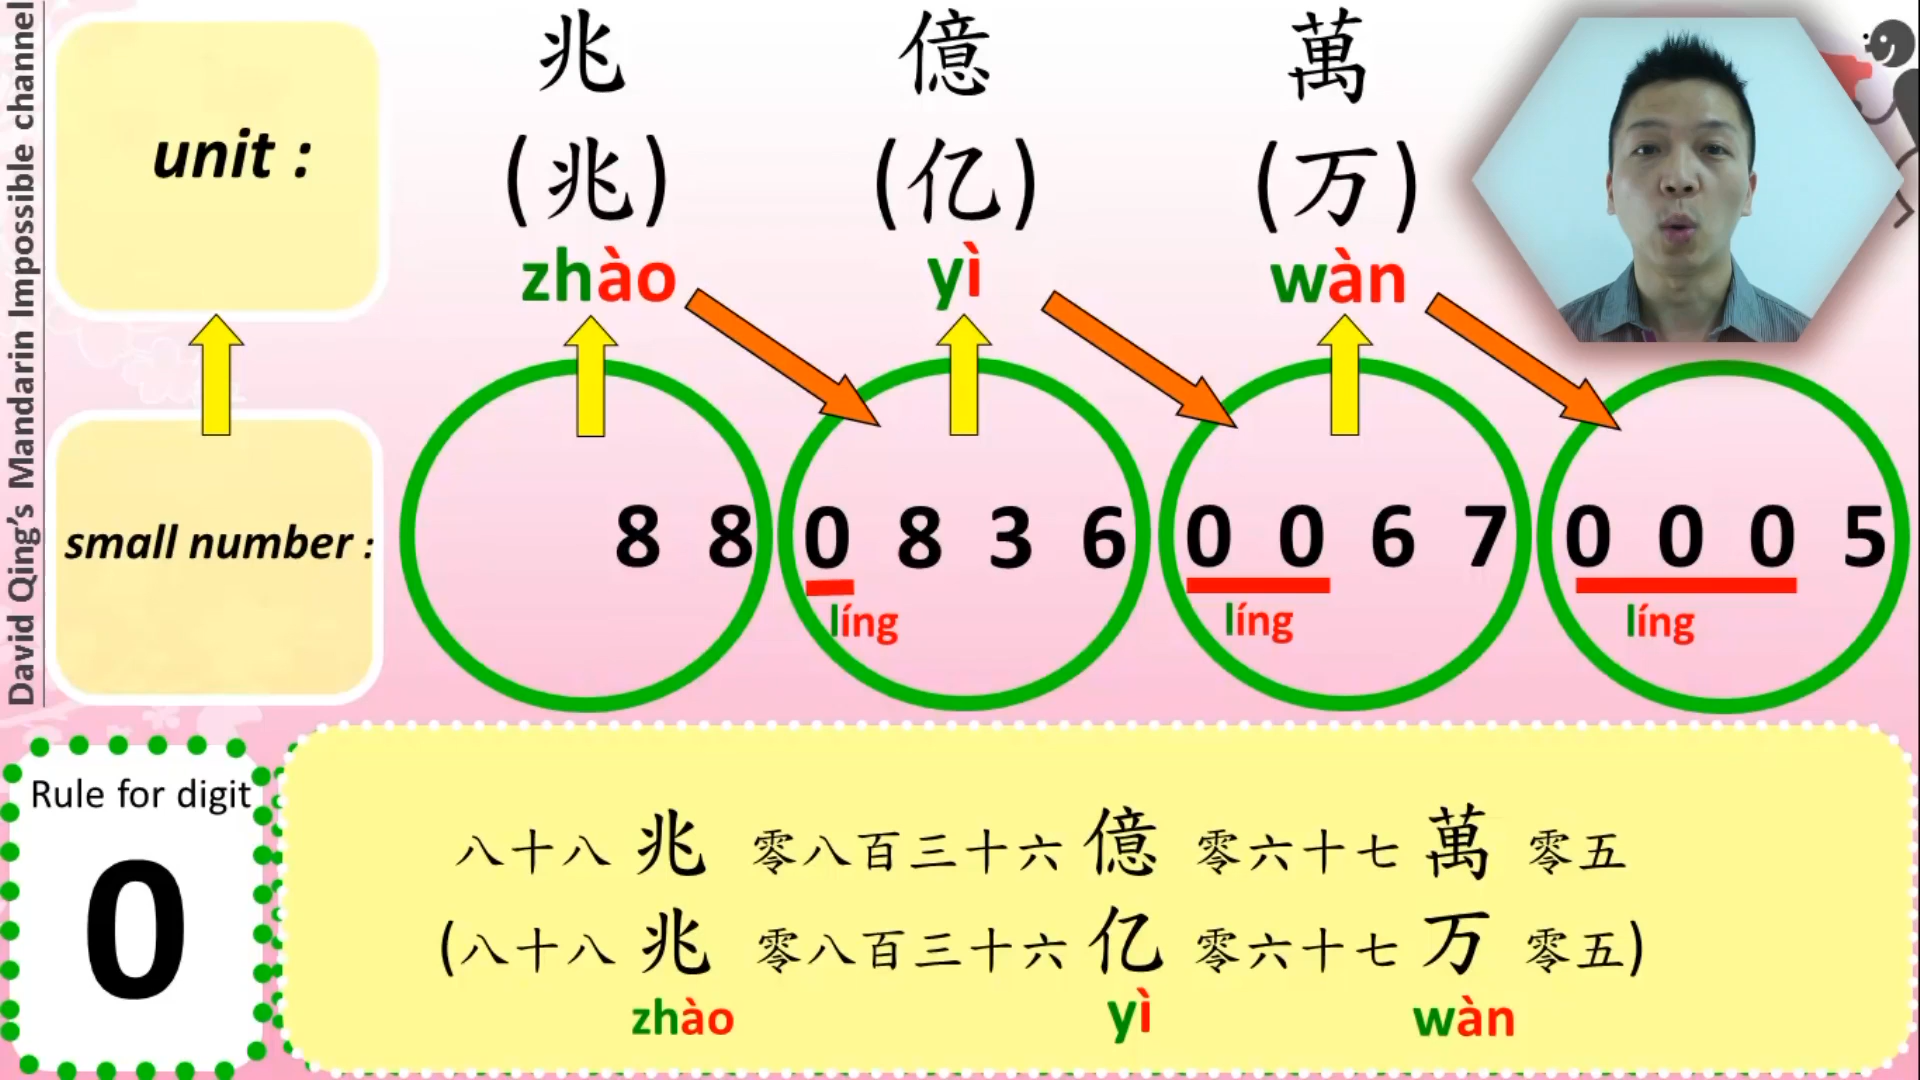 David Qing's Mandarin Impossible channel
unit :
兆 億 萬
(兆) (亿) (万)
zhào yì wàn
small number :
8 8 0 8 3 6 0 0 6 7 0 0 0 5
líng líng líng
Rule for digit
0
八十八 兆 零八百三十六 億 零六十七 萬 零五
(八十八 兆 零八百三十六 亿 零六十七 万 零五)
zhào yì wàn